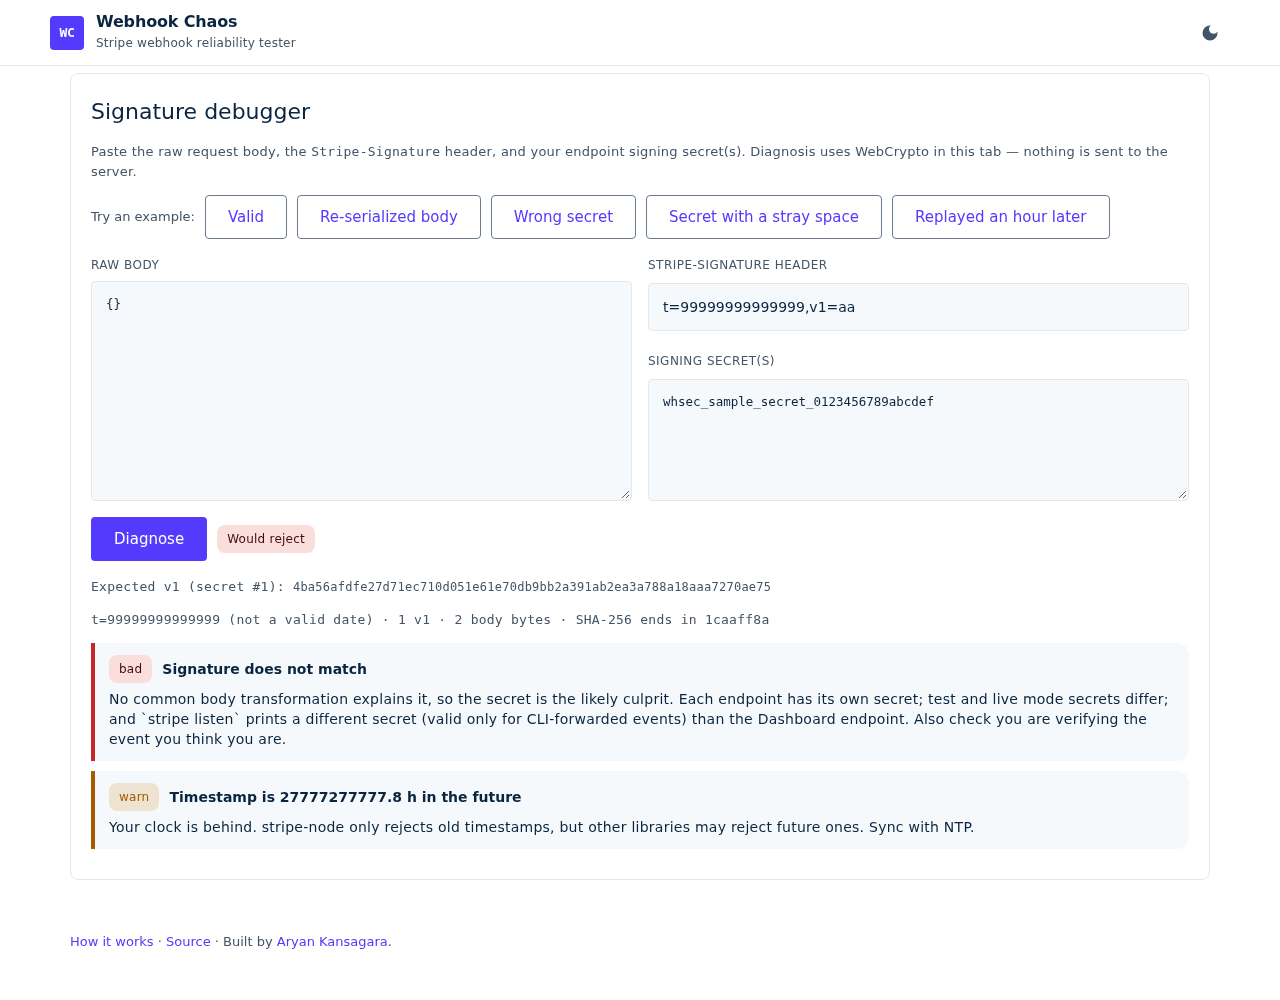 WC
Webhook Chaos
Stripe webhook reliability tester
Signature debugger
Paste the raw request body, the Stripe-Signature header, and your endpoint signing secret(s). Diagnosis uses WebCrypto in this tab — nothing is sent to the
server.
Try an example:
Valid
Re-serialized body
Wrong secret
Secret with a stray space
Replayed an hour later
RAW BODY
{}
STRIPE-SIGNATURE HEADER
t=99999999999999,v1=aa
SIGNING SECRET(S)
whsec_sample_secret_0123456789abcdef
Diagnose
Would reject
Expected v1 (secret #1): 4ba56afdfe27d71ec710d051e61e70db9bb2a391ab2ea3a788a18aaa7270ae75
t=99999999999999 (not a valid date) · 1 v1 · 2 body bytes · SHA-256 ends in 1caaff8a
bad Signature does not match
No common body transformation explains it, so the secret is the likely culprit. Each endpoint has its own secret; test and live mode secrets differ;
and `stripe listen` prints a different secret (valid only for CLI-forwarded events) than the Dashboard endpoint. Also check you are verifying the
event you think you are.
warn Timestamp is 27777277777.8 h in the future
Your clock is behind. stripe-node only rejects old timestamps, but other libraries may reject future ones. Sync with NTP.
How it works · Source · Built by Aryan Kansagara.